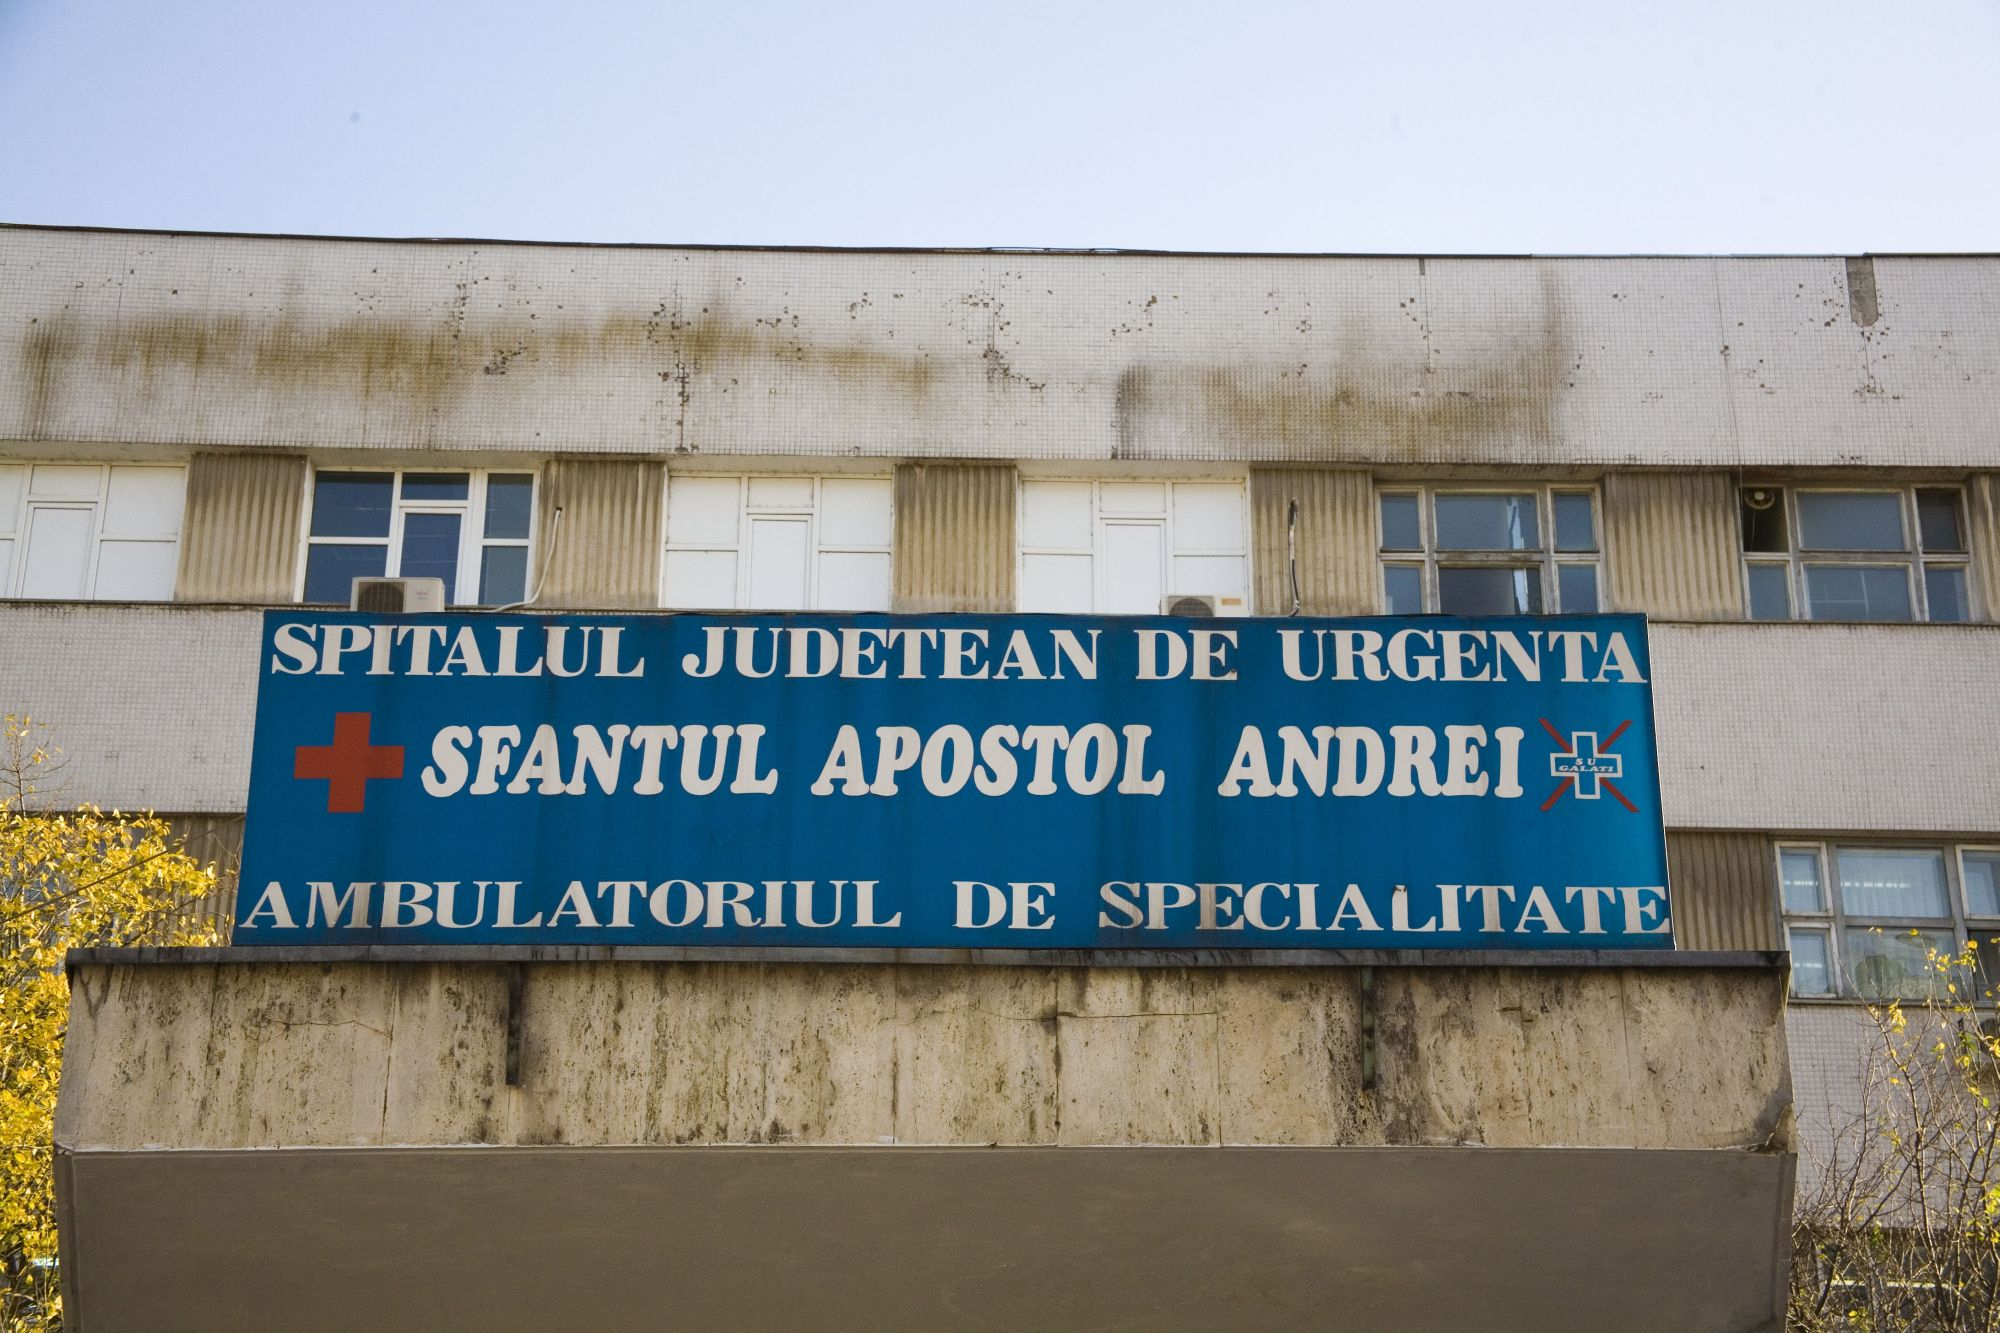 SPITALUL JUDETEAN DE URGENTA
SFANTUL APOSTOL ANDREI
SU
GALATI
AMBULATORIUL DE SPECIALITATE